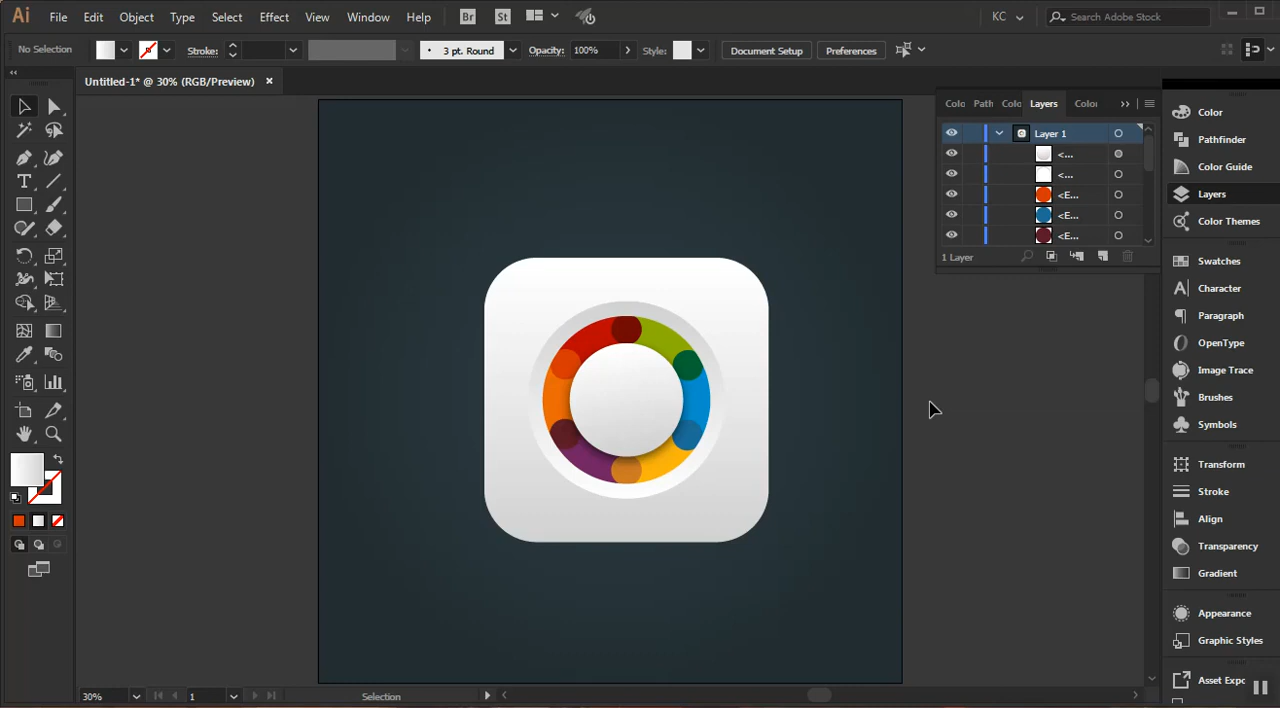 Ai File Edit Object Type Select Effect View Window Help Br St KC Search Adobe Stock
No Selection Stroke: 3 pt. Round Opacity: 100% Style: Document Setup Preferences
Untitled-1* @ 30% (RGB/Preview)
Colo Path Colo Layers Color
Layer 1
<...
<...
<E...
<E...
<E...
1 Layer
Color
Pathfinder
Color Guide
Layers
Color Themes
Swatches
Character
Paragraph
OpenType
Image Trace
Brushes
Symbols
Transform
Stroke
Align
Transparency
Gradient
Appearance
Graphic Styles
Asset Expo
30% 1 Selection